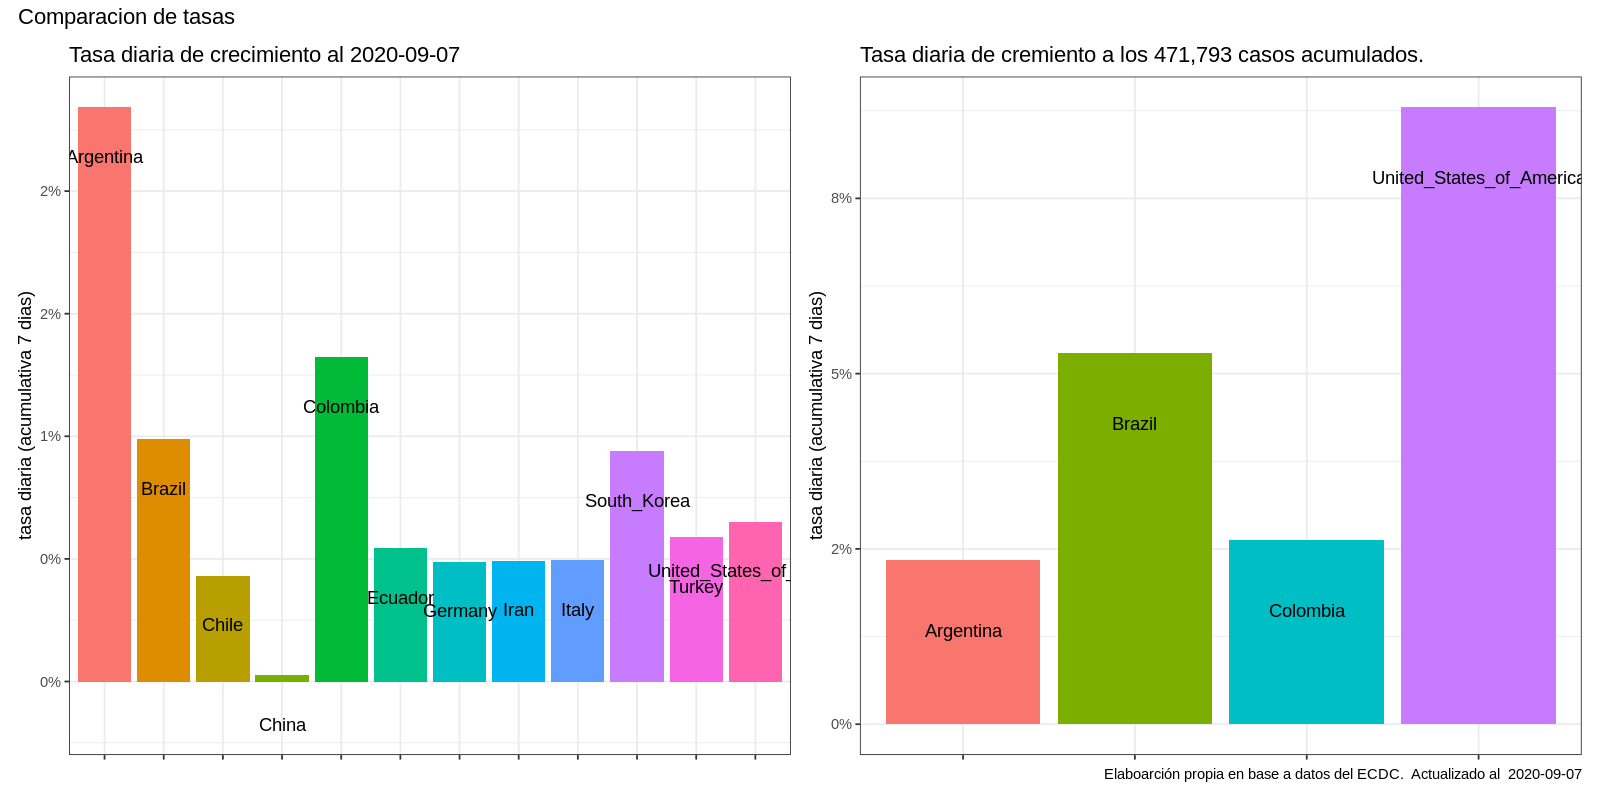 Comparacion de tasas
Tasa diaria de crecimiento al 2020-09-07
tasa diaria (acumulativa 7 dias)
2%
2%
1%
0%
0%
Argentina
Brazil
Chile
China
Colombia
Ecuador
Germany
Iran
Italy
South_Korea
United_States_of_
Turkey
Tasa diaria de cremiento a los 471,793 casos acumulados.
tasa diaria (acumulativa 7 dias)
8%
5%
2%
0%
Argentina
Brazil
Colombia
United_States_of_America
Elaboarción propia en base a datos del ECDC.  Actualizado al  2020-09-07